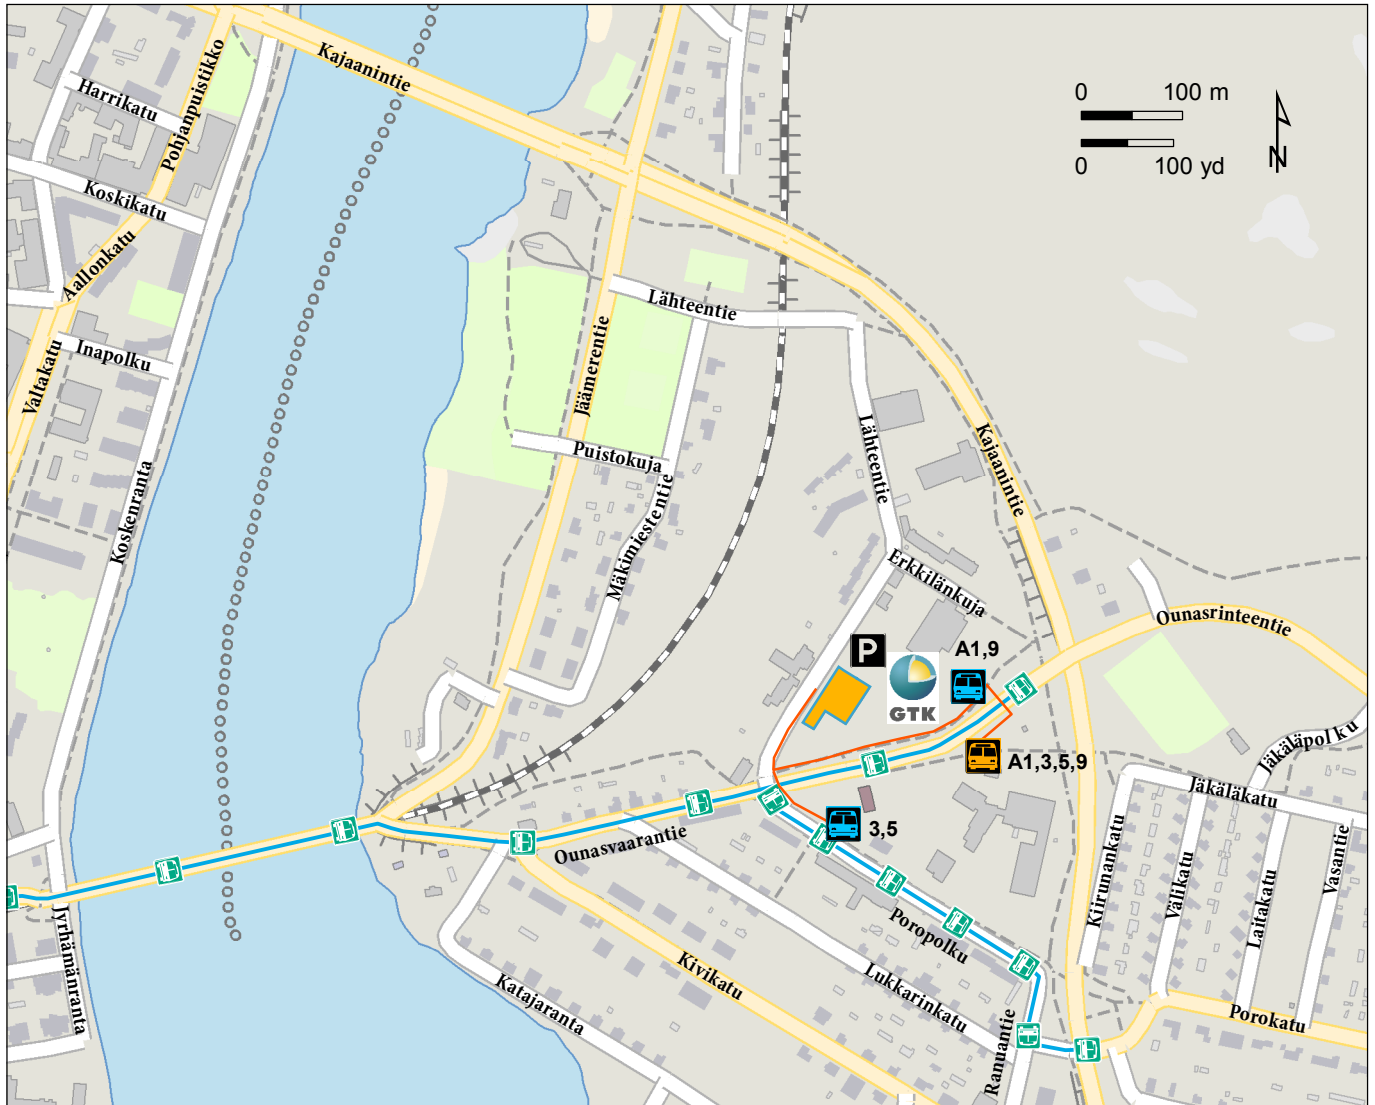 Kajaanintie
Pohjanpuistikko
Harrikatu
0 100 m
0 100 yd
N
Koskikatu
Aallonkatu
Lähteentie
Inapolku
Valtakatu
Jäämerentie
Lähteentie
Kajaanintie
Puistokuja
Koskenranta
Mäkimiestentie
Erkkilänkuja
Ounasrinteentie
P
A1,9
GTK
Jäkäläpolku
A1,3,5,9
Jäkäläkatu
3,5
Ounasvaarantie
Kiirunankatu
Välikatu
Laitakatu
Vasantie
Poropolku
Jyrhämänranta
Kivikatu
Lukkarinkatu
Katajaranta
Ranuantie
Porokatu